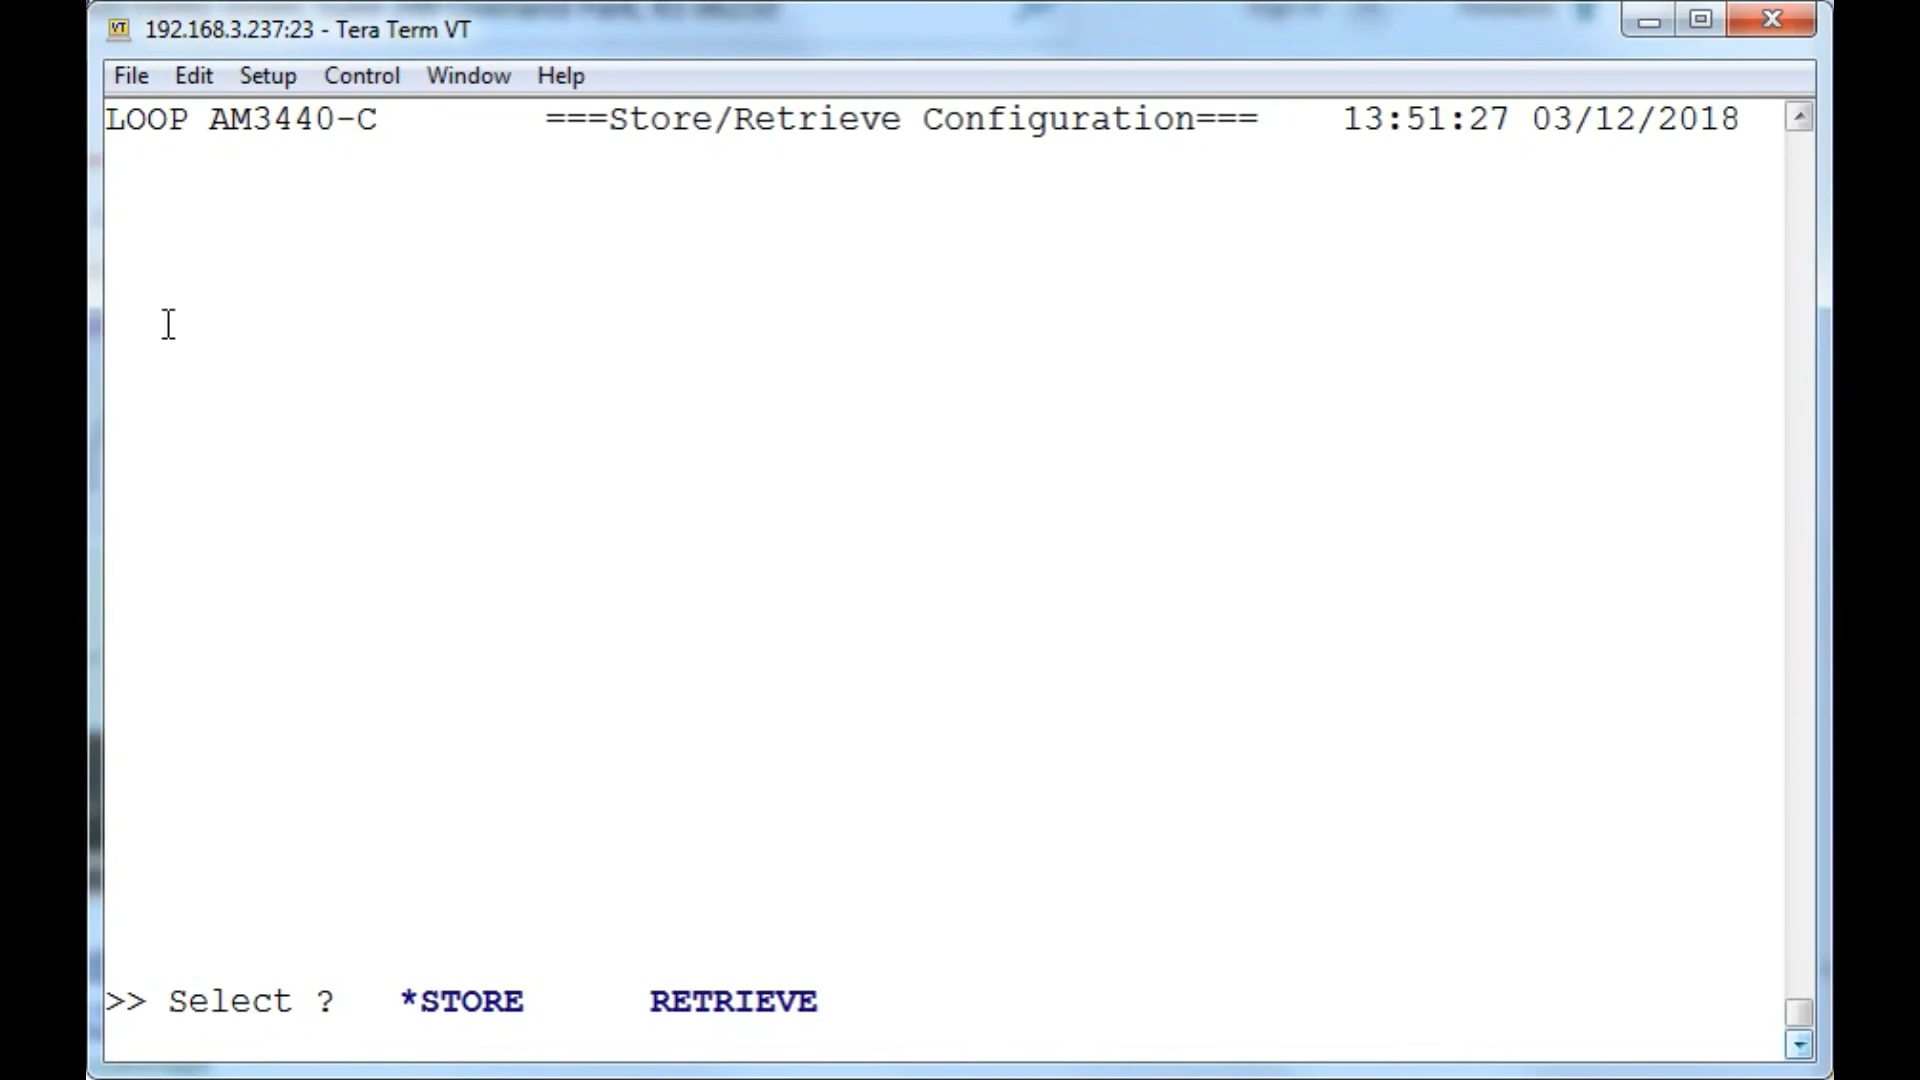 192.168.3.237:23 - Tera Term VT
File Edit Setup Control Window Help
LOOP AM3440-C ===Store/Retrieve Configuration=== 13:51:27 03/12/2018
>> Select ? *STORE RETRIEVE